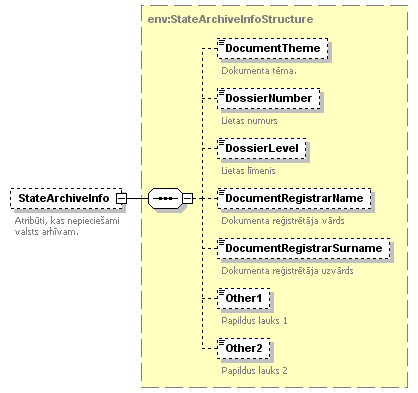 env:StateArchiveInfoStructure
DocumentTheme
Dokumenta tēma.
DossierNumber
Lietas numurs
DossierLevel
Lietas līmenis
StateArchiveInfo
Atribūti, kas nepieciešami
valsts arhīvam.
DocumentRegistrarName
Dokumenta reģistrētāja vārds
DocumentRegistrarSurname
Dokumenta reģistrētāja uzvārds
Other1
Papildus lauks 1
Other2
Papildus lauks 2